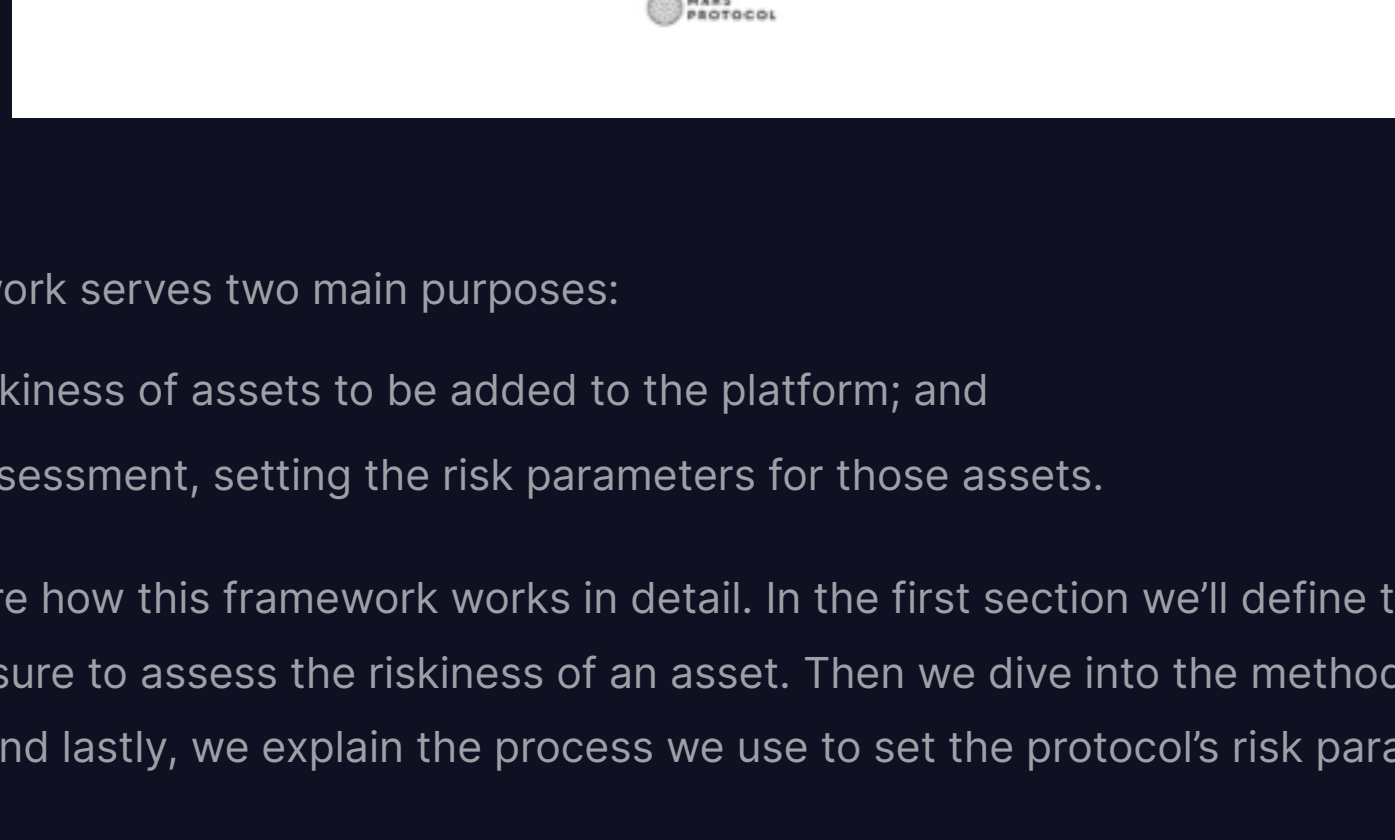 MARS
PROTOCOL
work serves two main purposes:
kiness of assets to be added to the platform; and
sessment, setting the risk parameters for those assets.
re how this framework works in detail. In the first section we’ll define t
sure to assess the riskiness of an asset. Then we dive into the method
nd lastly, we explain the process we use to set the protocol’s risk para